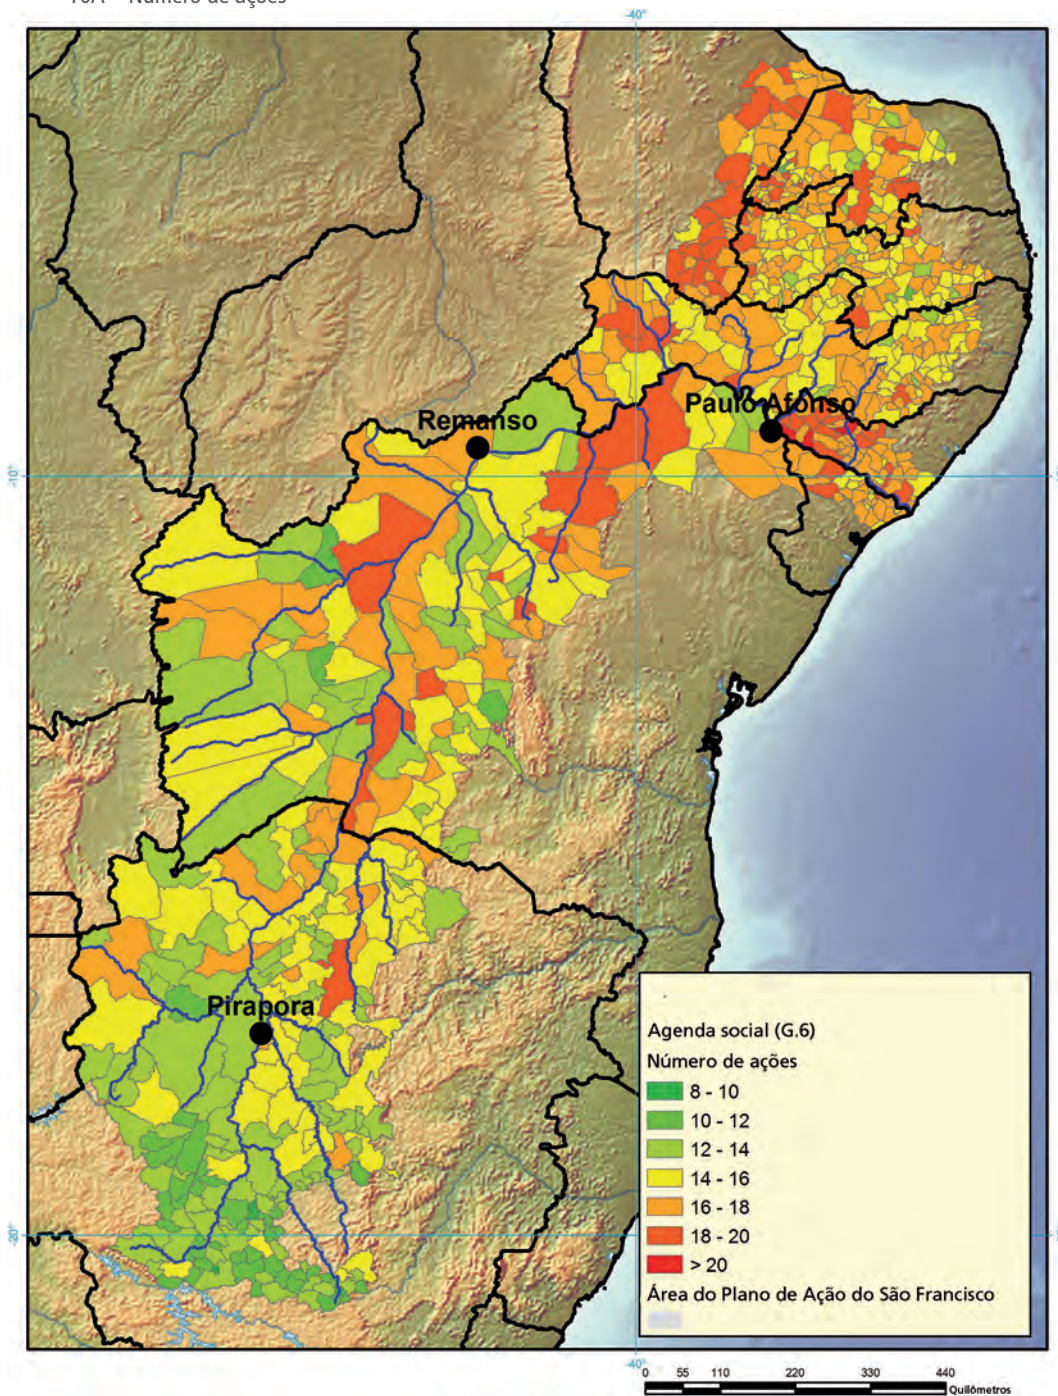 -40°
Remanso
Paulo Afonso
-10°
Pirapora
Agenda social (G.6)
Número de ações
8 - 10
10 - 12
12 - 14
14 - 16
16 - 18
18 - 20
> 20
Área do Plano de Ação do São Francisco
-20°
-40°
0 55 110 220 330 440
Quilômetros